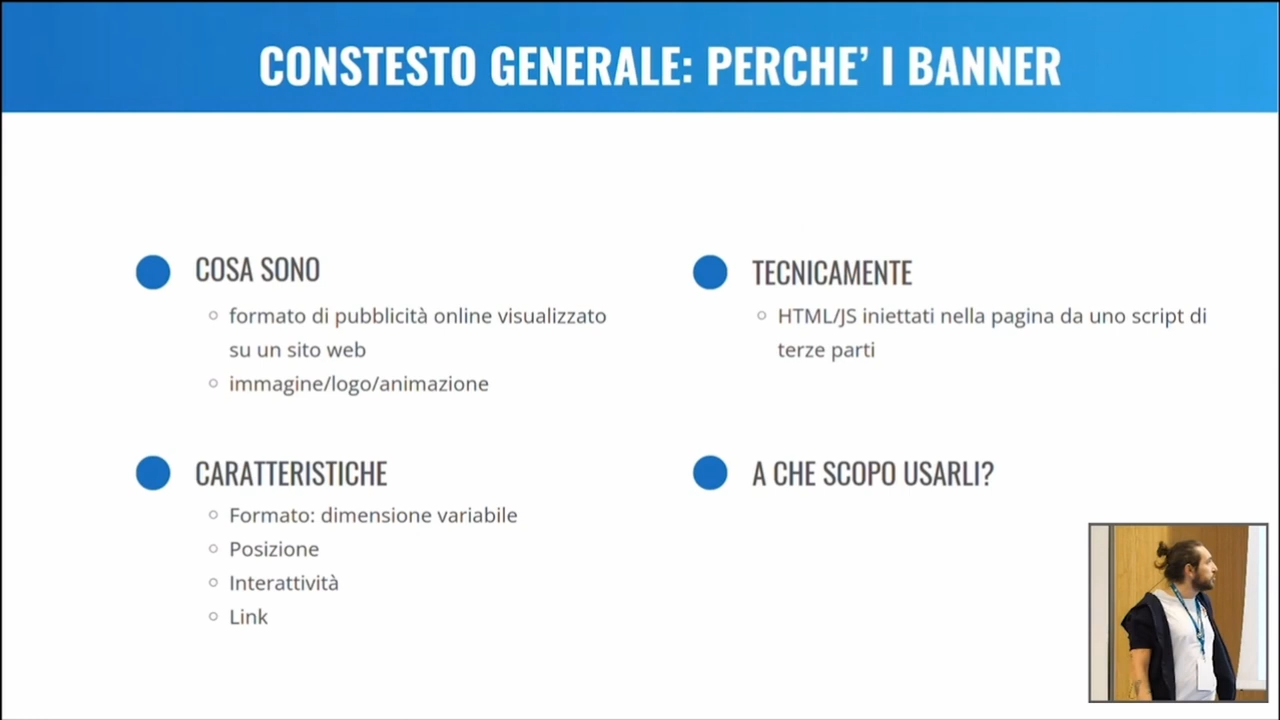 CONSTESTO GENERALE: PERCHE’ I BANNER
COSA SONO
formato di pubblicità online visualizzato
su un sito web
immagine/logo/animazione
TECNICAMENTE
HTML/JS iniettati nella pagina da uno script di
terze parti
CARATTERISTICHE
Formato: dimensione variabile
Posizione
Interattività
Link
A CHE SCOPO USARLI?